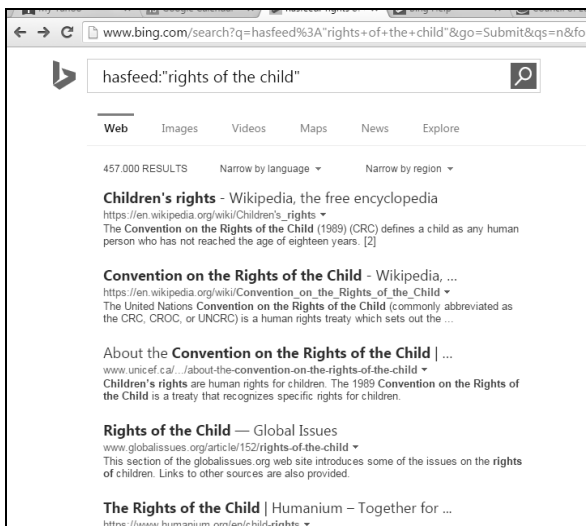 www.bing.com/search?q=hasfeed%3A"rights+of+the+child"&go=Submit&qs=n&fo
hasfeed:"rights of the child"
Web Images Videos Maps News Explore
457.000 RESULTS Narrow by language Narrow by region
Children's rights - Wikipedia, the free encyclopedia
https://en.wikipedia.org/wiki/Children's_rights
The Convention on the Rights of the Child (1989) (CRC) defines a child as any human
person who has not reached the age of eighteen years. [2]
Convention on the Rights of the Child - Wikipedia, ...
https://en.wikipedia.org/wiki/Convention_on_the_Rights_of_the_Child
The United Nations Convention on the Rights of the Child (commonly abbreviated as
the CRC, CROC, or UNCRC) is a human rights treaty which sets out the ...
About the Convention on the Rights of the Child | ...
www.unicef.ca/.../about-the-convention-on-the-rights-of-the-child
Children's rights are human rights for children. The 1989 Convention on the Rights of
the Child is a treaty that recognizes specific rights for children.
Rights of the Child — Global Issues
www.globalissues.org/article/152/rights-of-the-child
This section of the globalissues.org web site introduces some of the issues on the rights
of children. Links to other sources are also provided.
The Rights of the Child | Humanium – Together for ...
https://www.humanium.org/en/child-rights